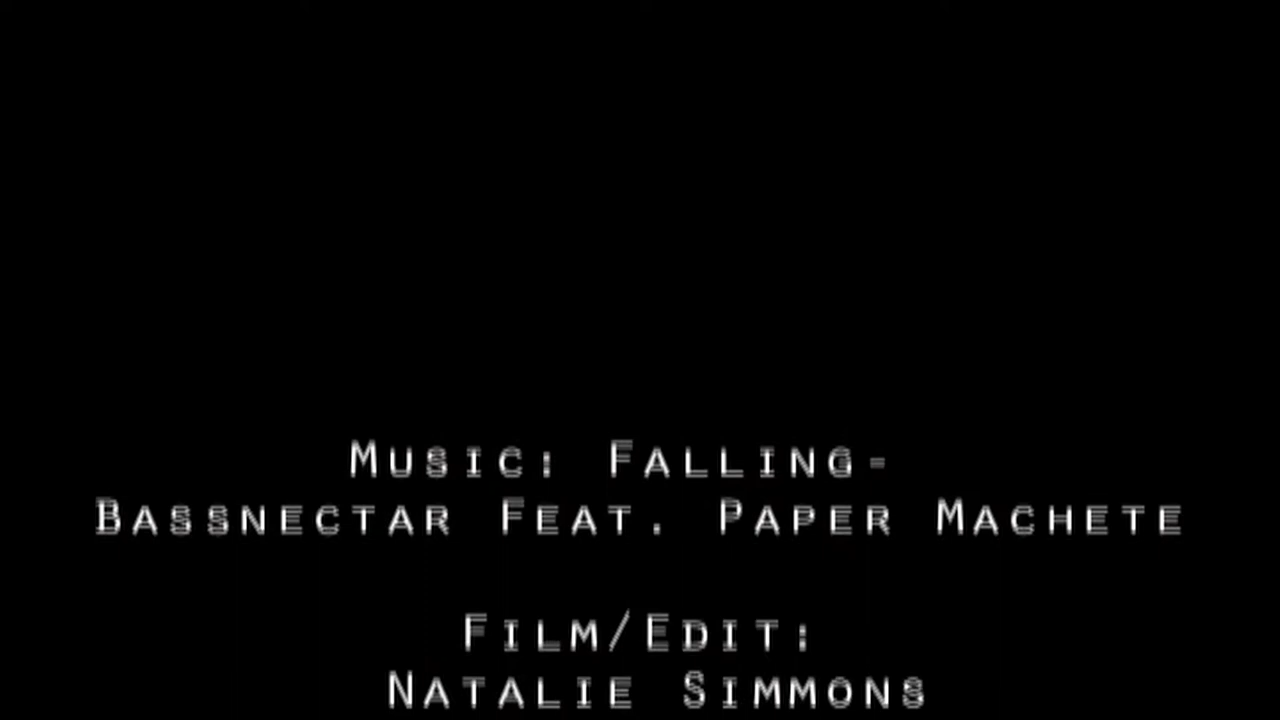 Music: Falling-
Bassnectar Feat. Paper Machete
Film/Edit:
Natalie Simmons